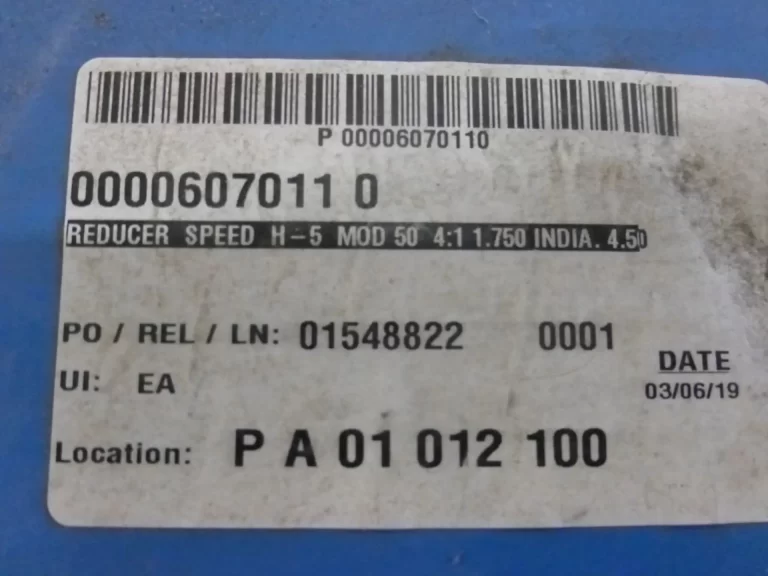 P 00006070110
0000607011 0
REDUCER SPEED H-5 MOD 50 4:1 1.750 INDIA. 4.50
PO / REL / LN: 01548822 0001
UI: EA
DATE
03/06/19
Location: P A 01 012 100